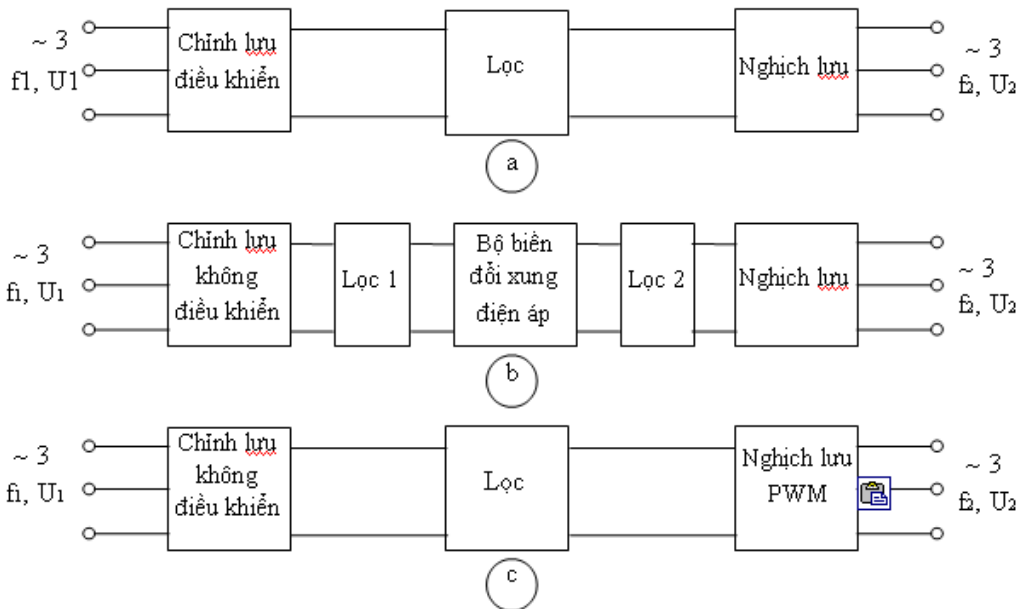 ~ 3
f1, U1
Chỉnh lưu
điều khiển
Lọc
Nghịch lưu
~ 3
f₂, U₂
a
~ 3
f₁, U₁
Chỉnh lưu
không
điều khiển
Lọc 1
Bộ biến
đổi xung
điện áp
Lọc 2
Nghịch lưu
~ 3
f₂, U₂
b
~ 3
f₁, U₁
Chỉnh lưu
không
điều khiển
Lọc
Nghịch lưu
PWM
~ 3
f₂, U₂
c